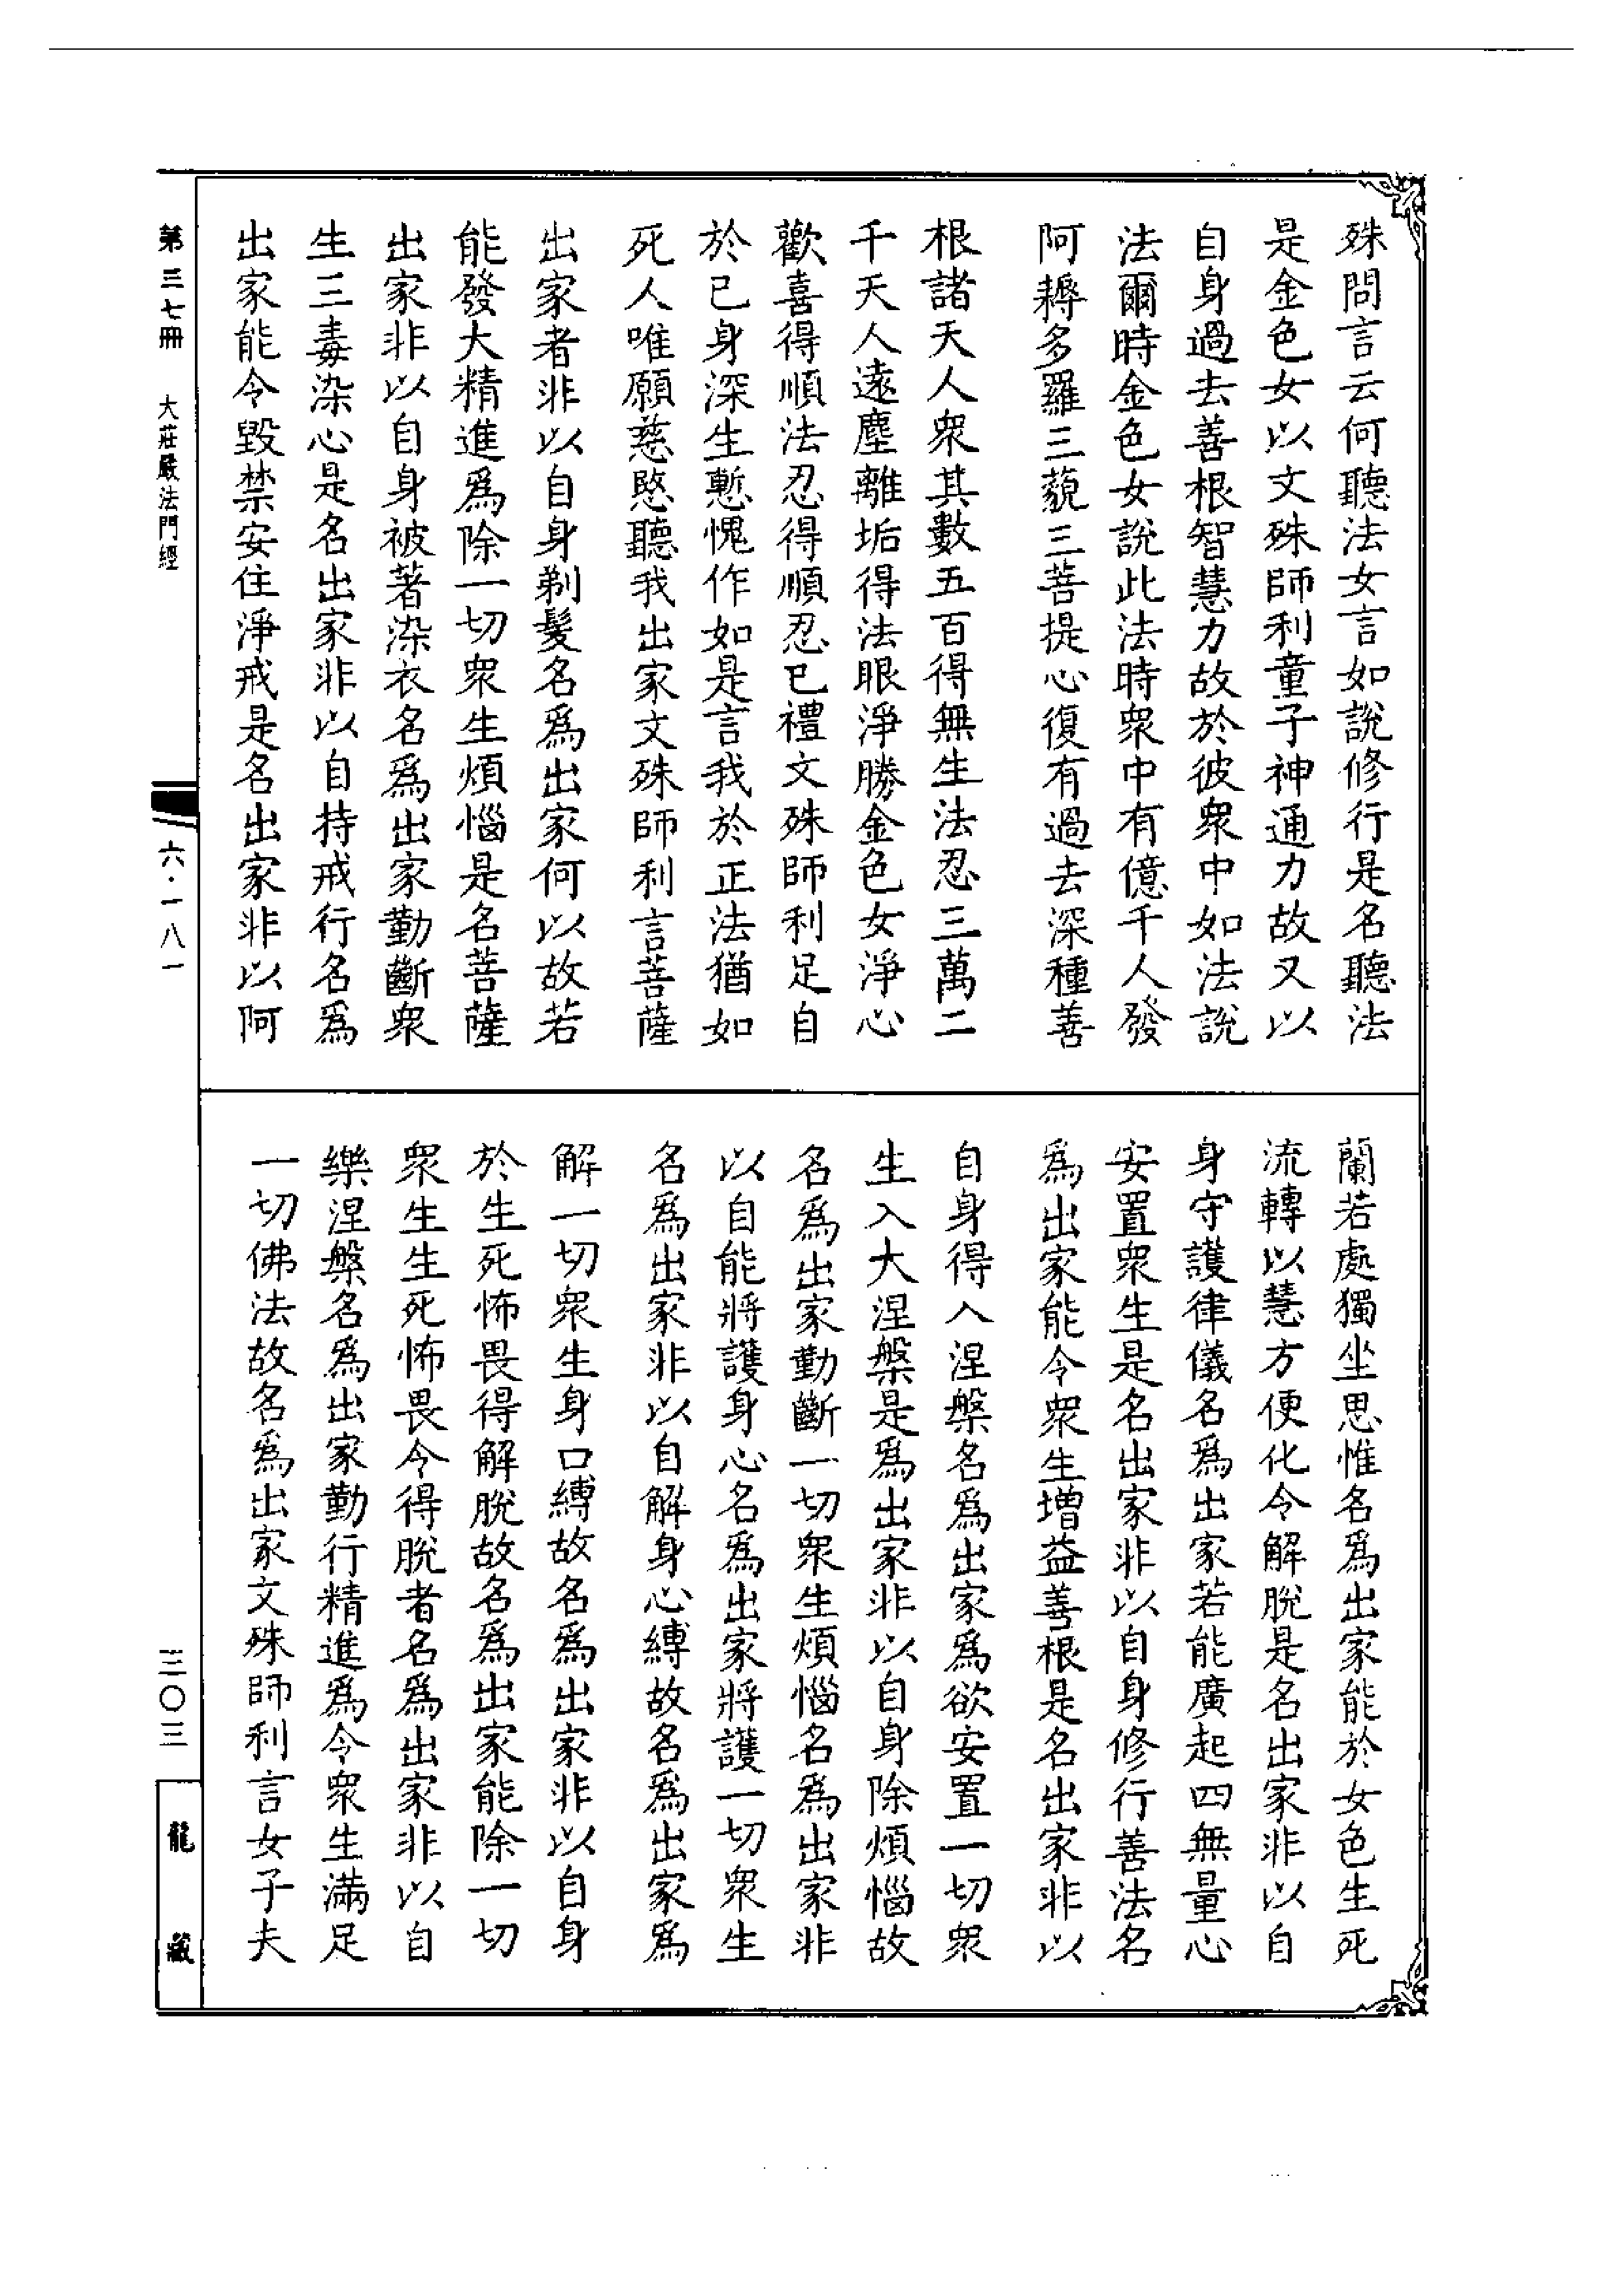 殊問言云何聽法女言如說修行是名聽法
是金色女以文殊師利童子神通力故又以
自身過去善根智慧力故於彼衆中如法說
法爾時金色女說此法時衆中有億千人發
阿耨多羅三藐三菩提心復有過去深種善
根諸天人衆其數五百得無生法忍三萬二
千天人遠塵離垢得法眼淨勝金色女淨心
歡喜得順法忍得順忍已禮文殊師利足自
於已身深生慙愧作如是言我於正法猶如
死人唯願慈愍聽我出家文殊師利言菩薩
出家者非以自身剃髮名爲出家何以故若
能發大精進爲除一切衆生煩惱是名菩薩
出家非以自身被著染衣名爲出家勤斷衆
生三毒染心是名出家非以自持戒行名爲
出家能令毀禁安住淨戒是名出家非以阿
蘭若處獨坐思惟名爲出家能於女色生死
流轉以慧方便化令解脫是名出家非以自
身守護律儀名爲出家若能廣起四無量心
安置衆生是名出家非以自身修行善法名
爲出家能令衆生增益善根是名出家非以
自身得入涅槃名爲出家爲欲安置一切衆
生入大涅槃是爲出家非以自身除煩惱故
名爲出家勤斷一切衆生煩惱名爲出家非
以自能將護身心名爲出家將護一切衆生
名爲出家非以自解身心縛故名爲出家爲
解一切衆生身口縛故名爲出家非以自身
於生死怖畏得解脫故名爲出家能除一切
衆生生死怖畏令得脫者名爲出家非以自
樂涅槃名爲出家勤行精進爲令衆生滿足
一切佛法故名爲出家文殊師利言女子夫
第三七冊　大莊嚴法門經
六·一八一
三〇三
龍藏